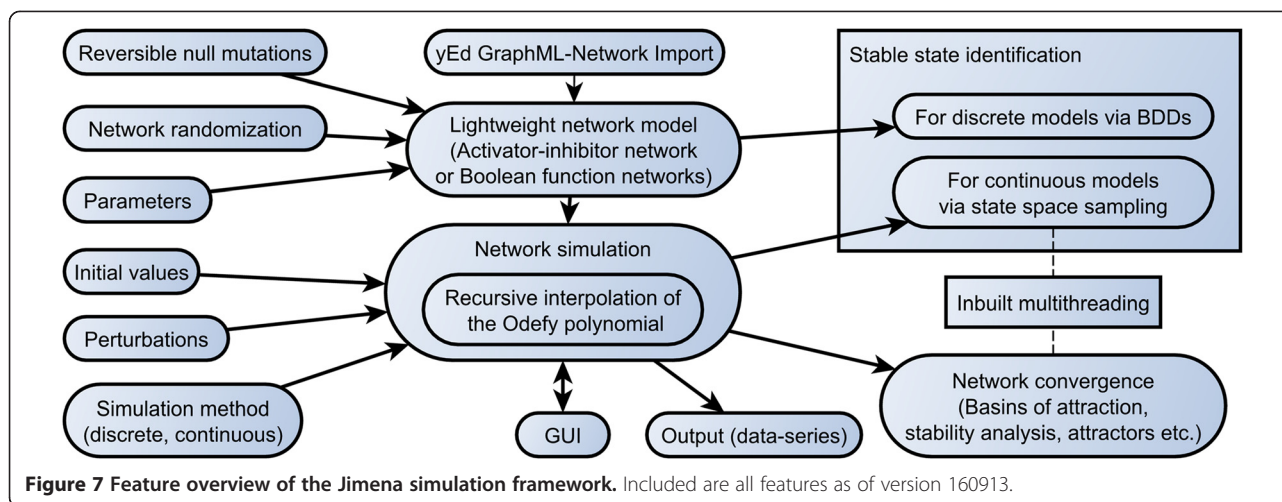 Reversible null mutations
yEd GraphML-Network Import
Stable state identification
Network randomization
Lightweight network model
(Activator-inhibitor network
or Boolean function networks)
For discrete models via BDDs
Parameters
For continuous models
via state space sampling
Initial values
Network simulation
Recursive interpolation of
the Odefy polynomial
Inbuilt multithreading
Perturbations
Simulation method
(discrete, continuous)
GUI
Output (data-series)
Network convergence
(Basins of attraction,
stability analysis, attractors etc.)
Figure 7 Feature overview of the Jimena simulation framework. Included are all features as of version 160913.